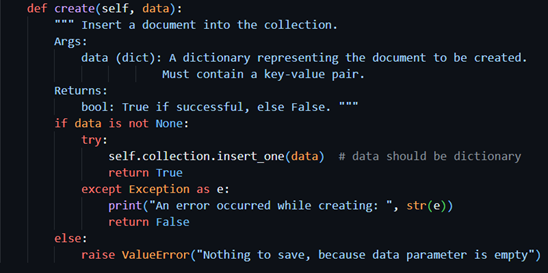 def create(self, data):
    """ Insert a document into the collection.
    Args:
        data (dict): A dictionary representing the document to be created.
                    Must contain a key-value pair.
    Returns:
        bool: True if successful, else False. """
    if data is not None:
        try:
            self.collection.insert_one(data)  # data should be dictionary
            return True
        except Exception as e:
            print("An error occurred while creating: ", str(e))
            return False
    else:
        raise ValueError("Nothing to save, because data parameter is empty")